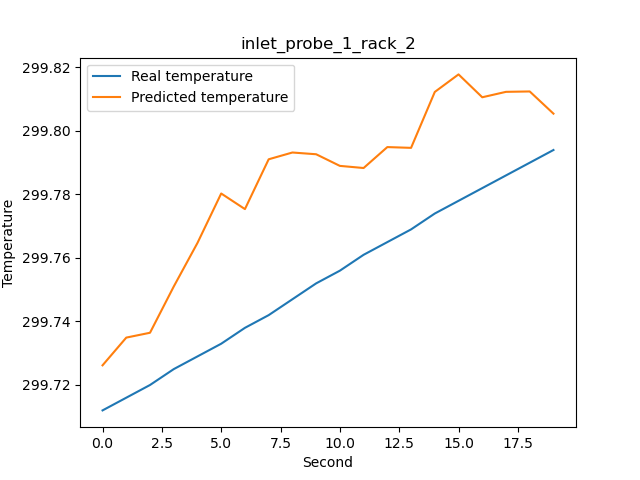 inlet_probe_1_rack_2
Real temperature
Predicted temperature
Temperature
299.82
299.80
299.78
299.76
299.74
299.72
0.0 2.5 5.0 7.5 10.0 12.5 15.0 17.5
Second